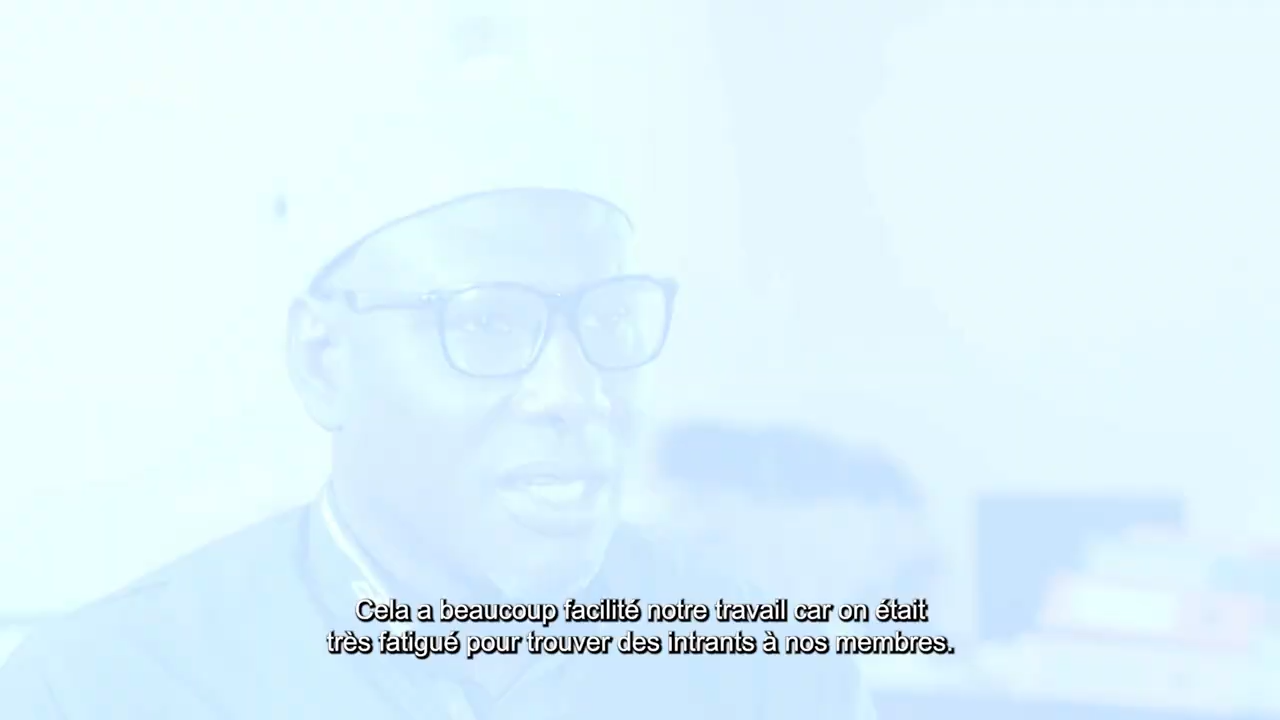 Cela a beaucoup facilité notre travail car on était
très fatigué pour trouver des intrants à nos membres.